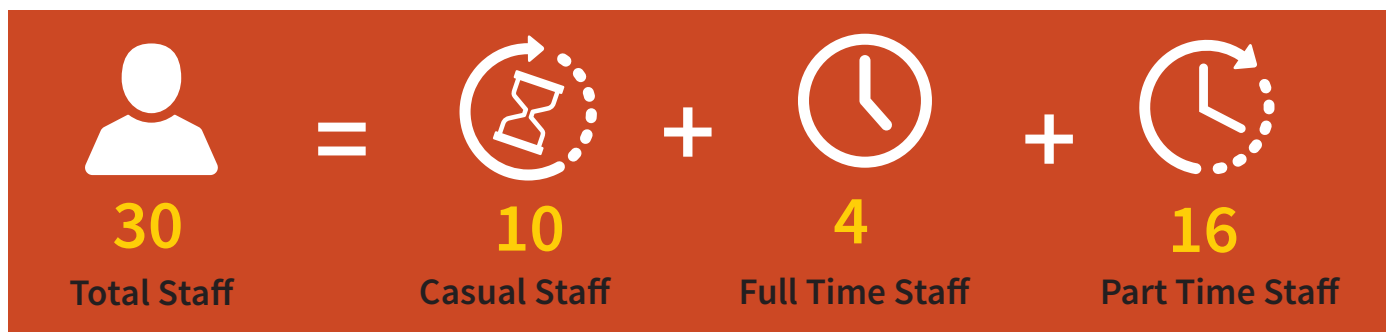 = + +
30 10 4 16
Total Staff Casual Staff Full Time Staff Part Time Staff